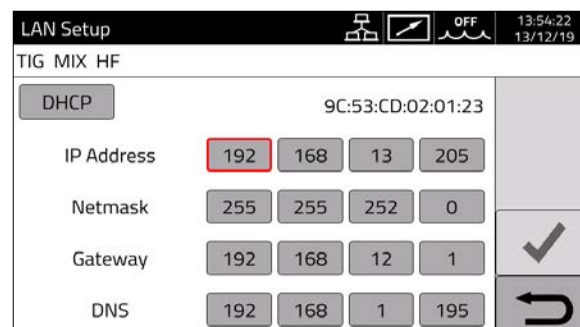 LAN Setup OFF 13:54:22
13/12/19
TIG MIX HF
DHCP 9C:53:CD:02:01:23
IP Address 192 168 13 205
Netmask 255 255 252 0
Gateway 192 168 12 1
DNS 192 168 1 195